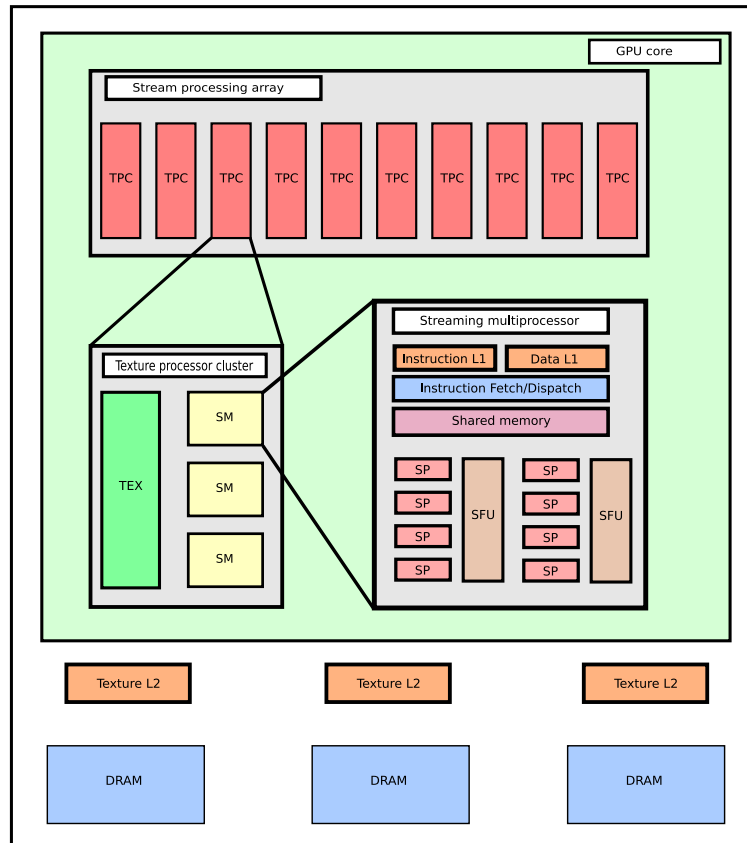 GPU core
Stream processing array
TPC TPC TPC TPC TPC TPC TPC TPC TPC TPC
Texture processor cluster
TEX
SM
SM
SM
Streaming multiprocessor
Instruction L1 Data L1
Instruction Fetch/Dispatch
Shared memory
SP
SP
SP
SP
SFU
SP
SP
SP
SP
SFU
Texture L2 Texture L2 Texture L2
DRAM DRAM DRAM